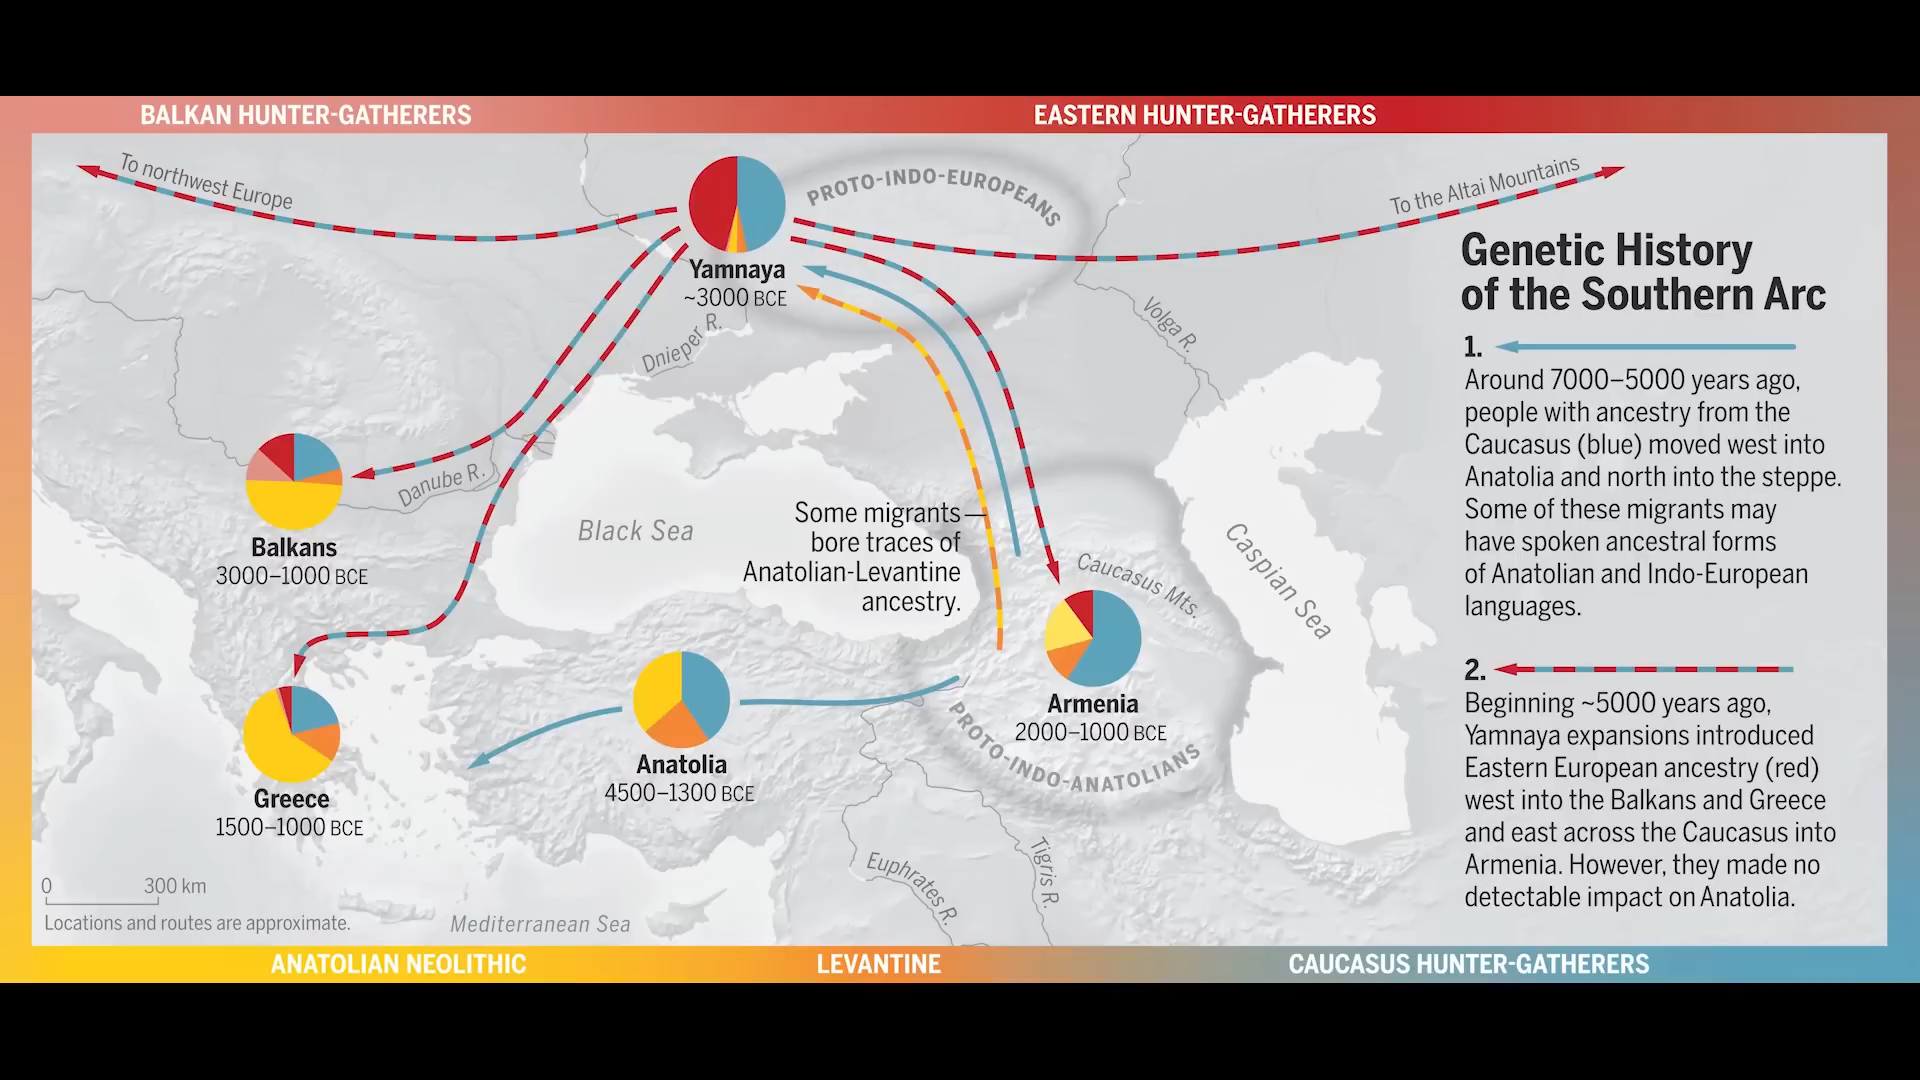 BALKAN HUNTER-GATHERERS
EASTERN HUNTER-GATHERERS
To northwest Europe
PROTO-INDO-EUROPEANS
To the Altai Mountains
Yamnaya
~3000 BCE
Dnieper R.
Volga R.
Genetic History
of the Southern Arc
1.
Around 7000–5000 years ago,
people with ancestry from the
Caucasus (blue) moved west into
Anatolia and north into the steppe.
Some of these migrants may
have spoken ancestral forms
of Anatolian and Indo-European
languages.
2.
Beginning ~5000 years ago,
Yamnaya expansions introduced
Eastern European ancestry (red)
west into the Balkans and Greece
and east across the Caucasus into
Armenia. However, they made no
detectable impact on Anatolia.
Danube R.
Balkans
3000–1000 BCE
Black Sea
Some migrants
bore traces of
Anatolian-Levantine
ancestry.
Caucasus Mts.
Caspian Sea
Armenia
2000–1000 BCE
PROTO-INDO-ANATOLIANS
Anatolia
4500–1300 BCE
Greece
1500–1000 BCE
Euphrates R.
Tigris R.
0 300 km
Locations and routes are approximate.
Mediterranean Sea
ANATOLIAN NEOLITHIC
LEVANTINE
CAUCASUS HUNTER-GATHERERS